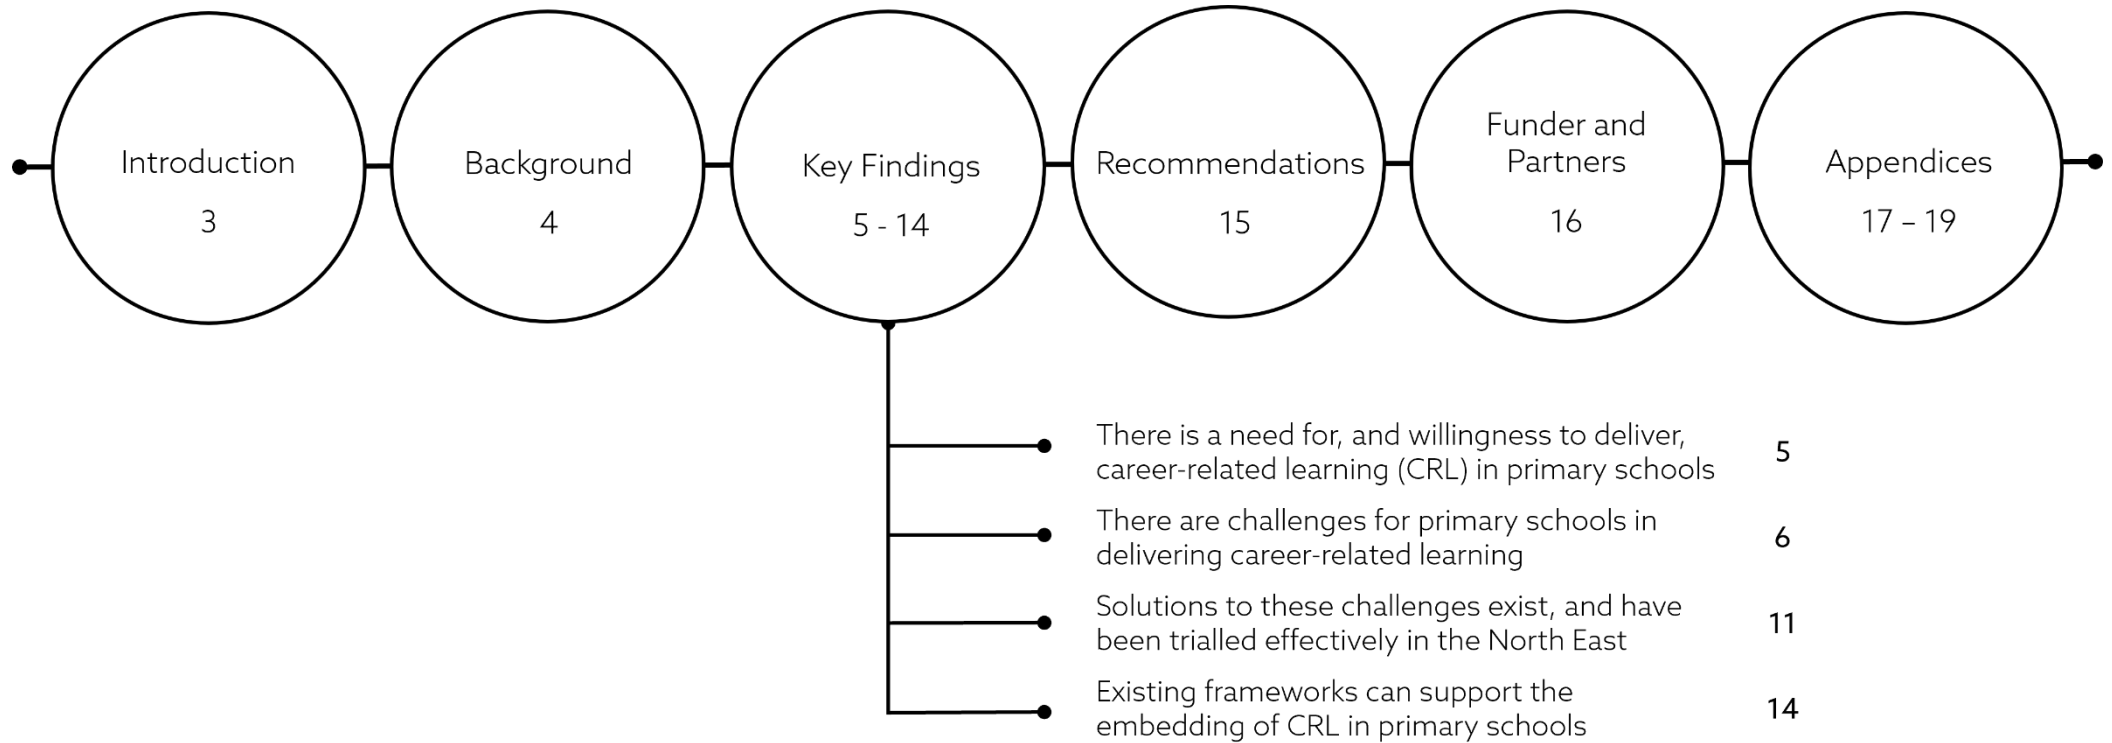 Introduction
3
Background
4
Key Findings
5 - 14
Recommendations
15
Funder and
Partners
16
Appendices
17 – 19
There is a need for, and willingness to deliver,
career-related learning (CRL) in primary schools
5
There are challenges for primary schools in
delivering career-related learning
6
Solutions to these challenges exist, and have
been trialled effectively in the North East
11
Existing frameworks can support the
embedding of CRL in primary schools
14